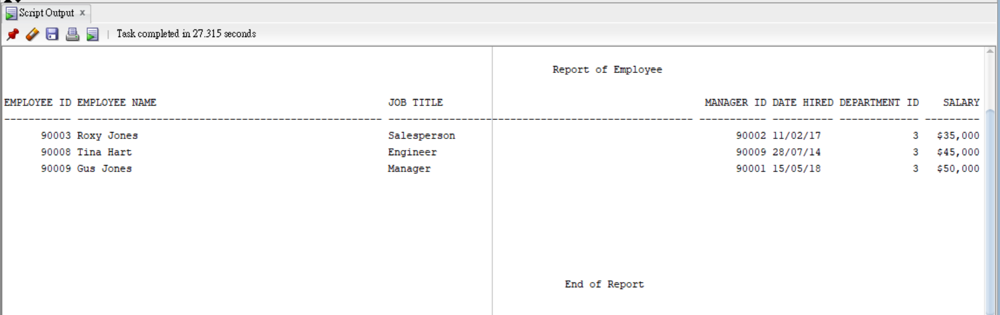 Script Output x
Task completed in 27.315 seconds
Report of Employee
EMPLOYEE ID EMPLOYEE NAME JOB TITLE MANAGER ID DATE HIRED DEPARTMENT ID SALARY
90003 Roxy Jones Salesperson 90002 11/02/17 3 $35,000
90008 Tina Hart Engineer 90009 28/07/14 3 $45,000
90009 Gus Jones Manager 90001 15/05/18 3 $50,000
End of Report